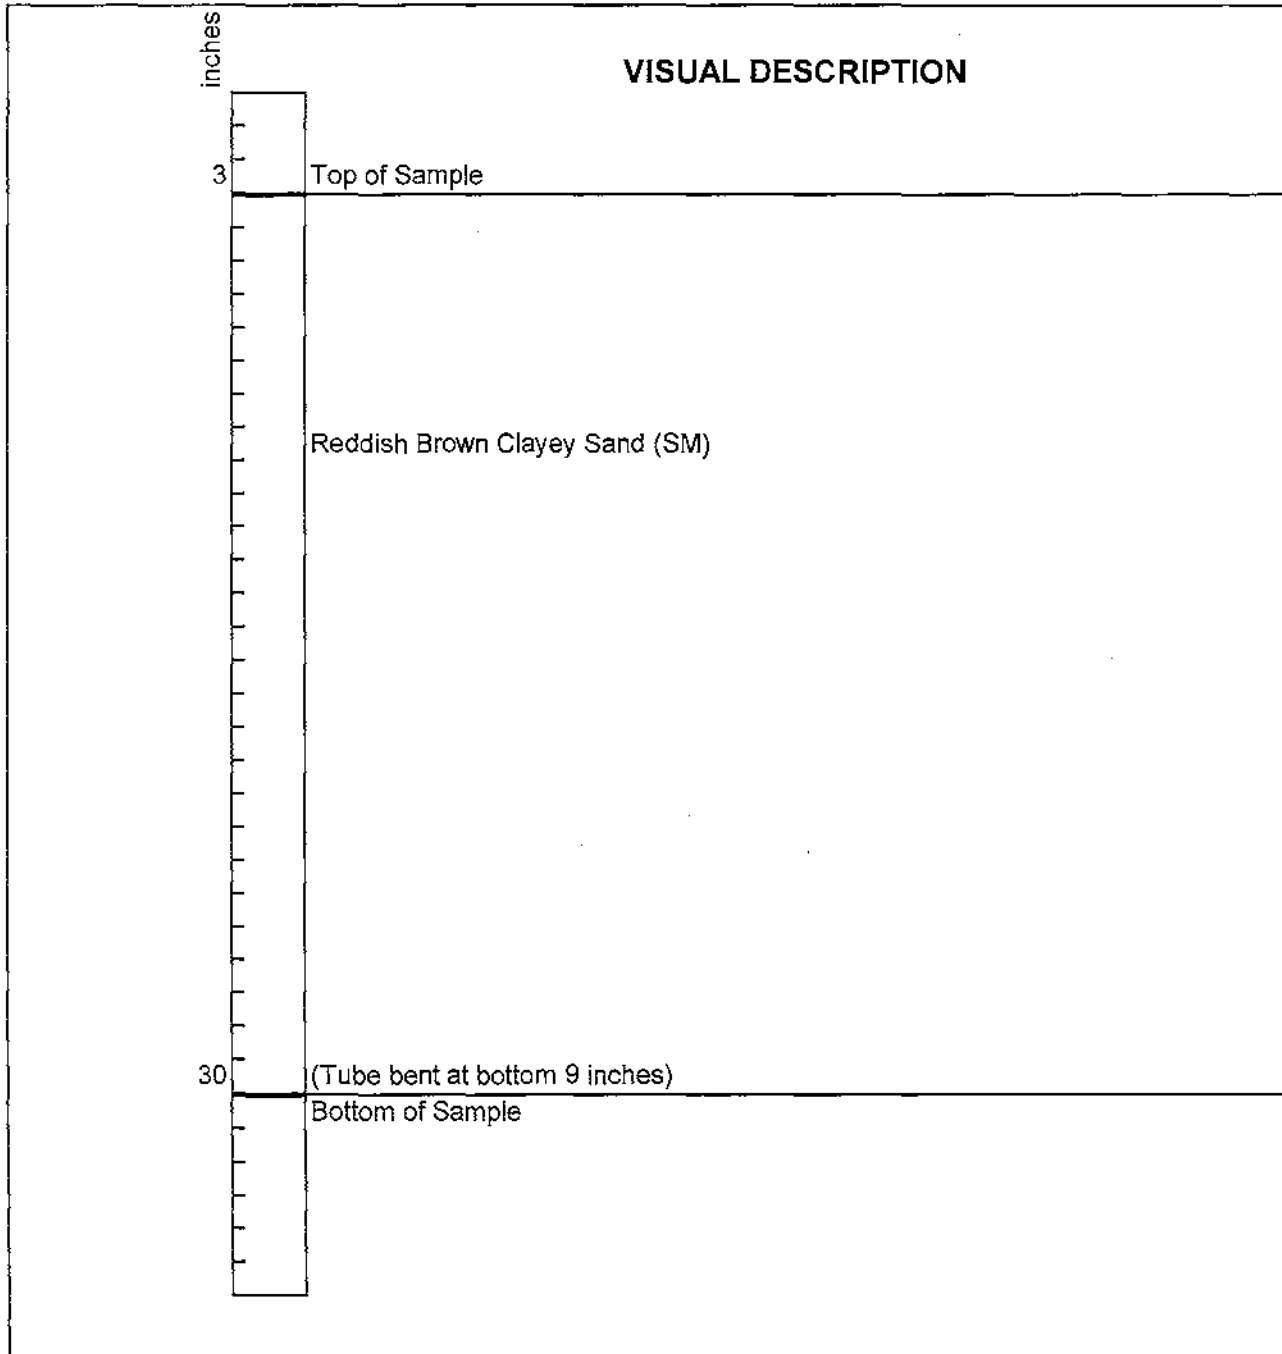 inches
VISUAL DESCRIPTION
3
Top of Sample
Reddish Brown Clayey Sand (SM)
30
(Tube bent at bottom 9 inches)
Bottom of Sample